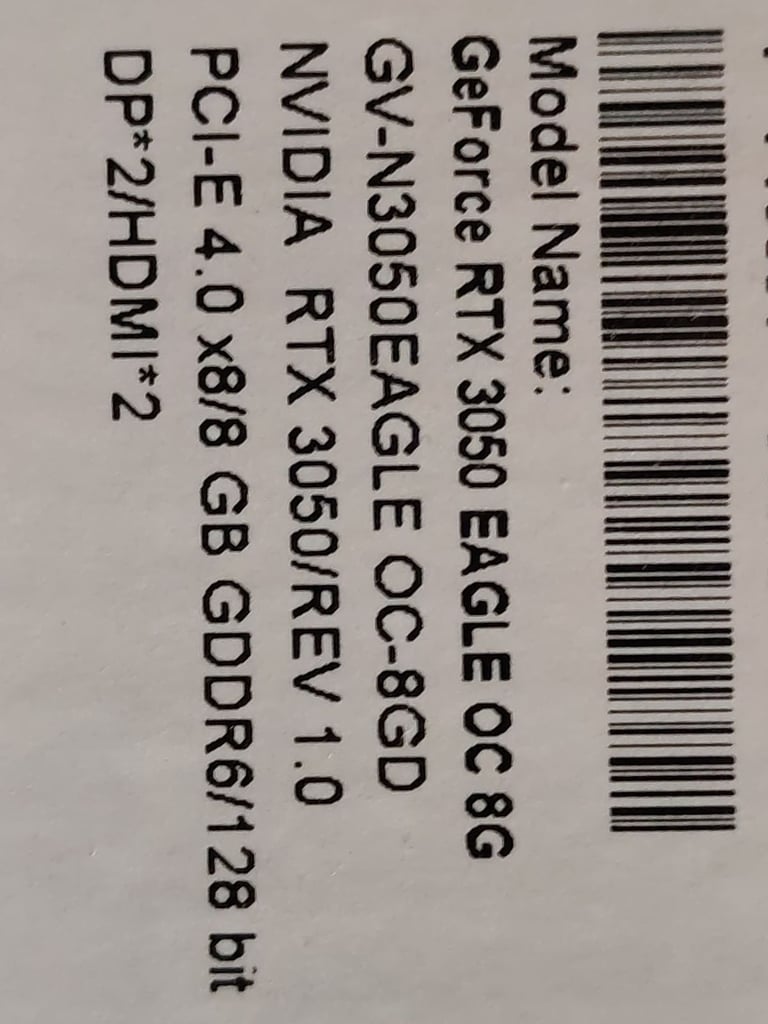 Model Name:
GeForce RTX 3050 EAGLE OC 8G
GV-N3050EAGLE OC-8GD
NVIDIA RTX 3050/REV 1.0
PCI-E 4.0 x8/8 GB GDDR6/128 bit
DP*2/HDMI*2